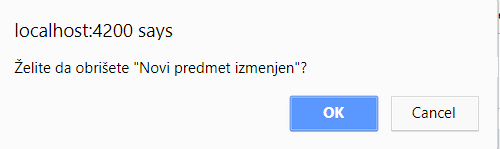 localhost:4200 says
Želite da obrišete "Novi predmet izmenjen"?
OK
Cancel